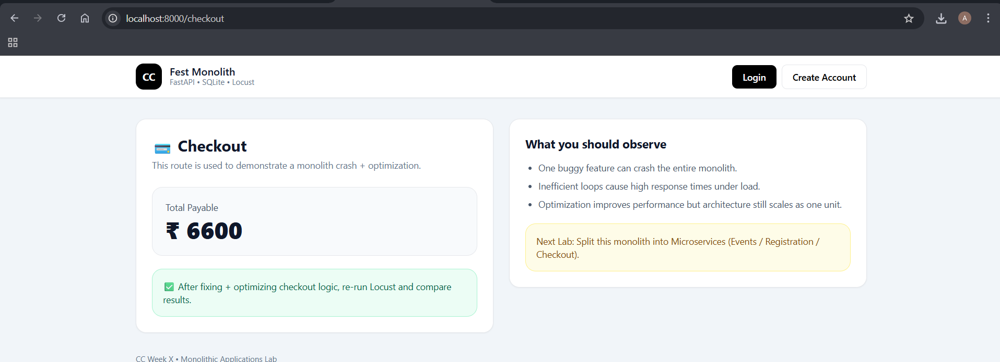 localhost:8000/checkout
A
CC
Fest Monolith
FastAPI • SQLite • Locust
Login
Create Account
Checkout
This route is used to demonstrate a monolith crash + optimization.
Total Payable
₹ 6600
After fixing + optimizing checkout logic, re-run Locust and compare
results.
What you should observe
• One buggy feature can crash the entire monolith.
• Inefficient loops cause high response times under load.
• Optimization improves performance but architecture still scales as one unit.
Next Lab: Split this monolith into Microservices (Events / Registration /
Checkout).
CC Week X • Monolithic Applications Lab